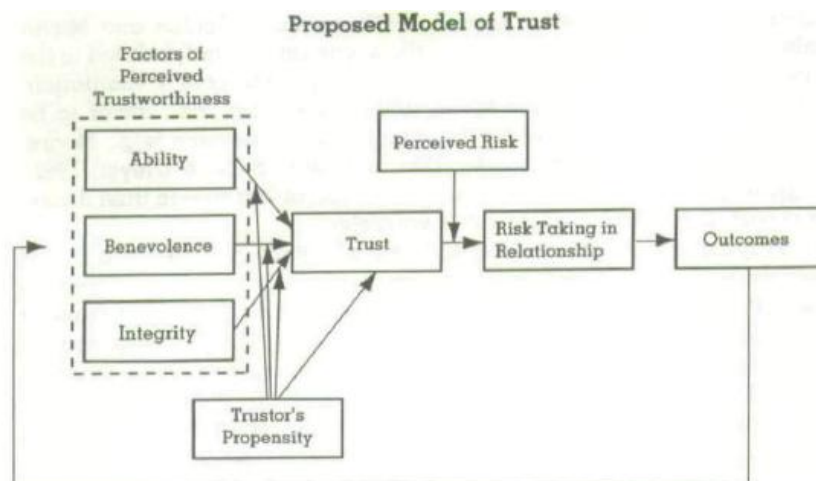 Proposed Model of Trust
Factors of
Perceived
Trustworthiness
Ability
Benevolence
Integrity
Trustor's
Propensity
Trust
Perceived Risk
Risk Taking in
Relationship
Outcomes